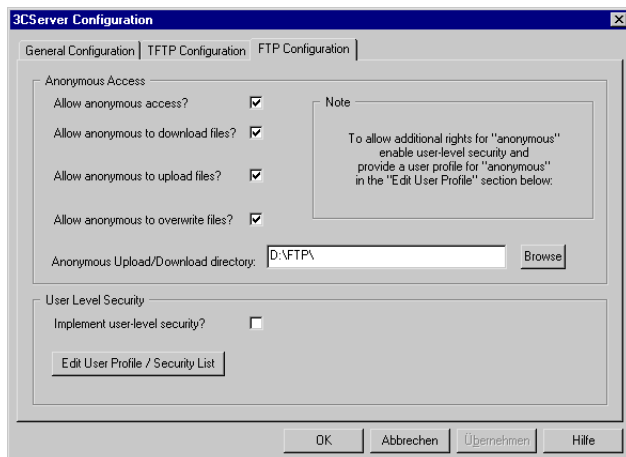 3CServer Configuration
General Configuration
TFTP Configuration
FTP Configuration
Anonymous Access
Allow anonymous access?
Allow anonymous to download files?
Allow anonymous to upload files?
Allow anonymous to overwrite files?
Note
To allow additional rights for "anonymous"
enable user-level security and
provide a user profile for "anonymous"
in the "Edit User Profile" section below:
Anonymous Upload/Download directory:
D:\FTP\
Browse
User Level Security
Implement user-level security?
Edit User Profile / Security List
OK
Abbrechen
Übernehmen
Hilfe